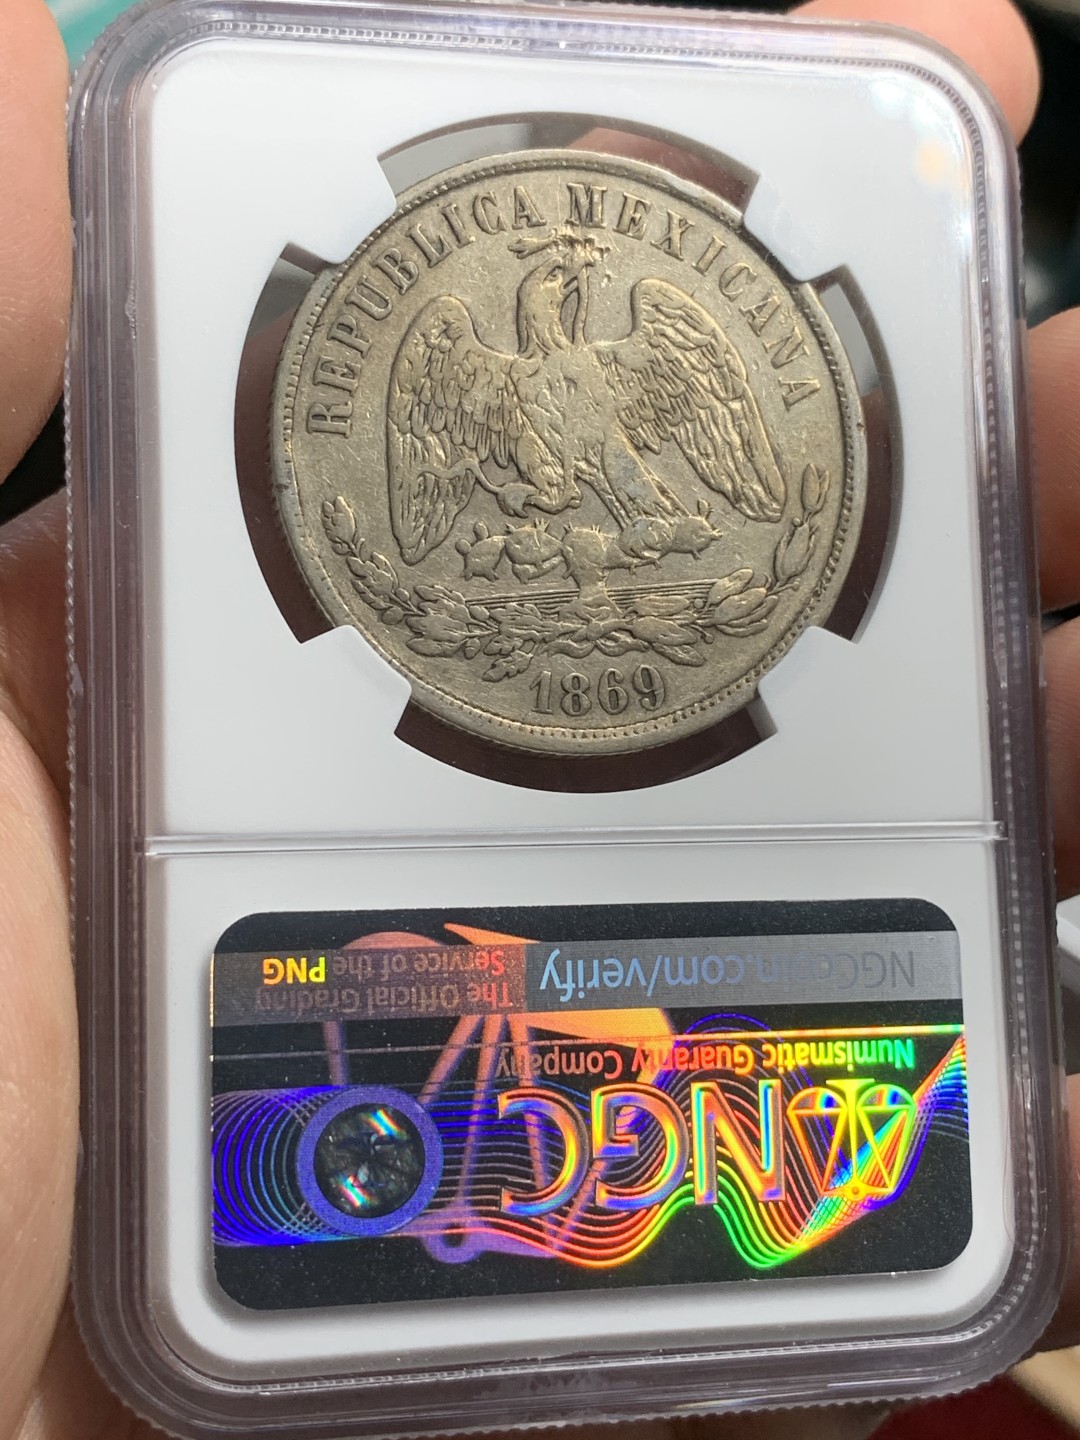 REPUBLICA MEXICANA
1869
NGC
Numismatic Guaranty Company
NGCcoin.com/verify
The Official Grading
Service of the PNG